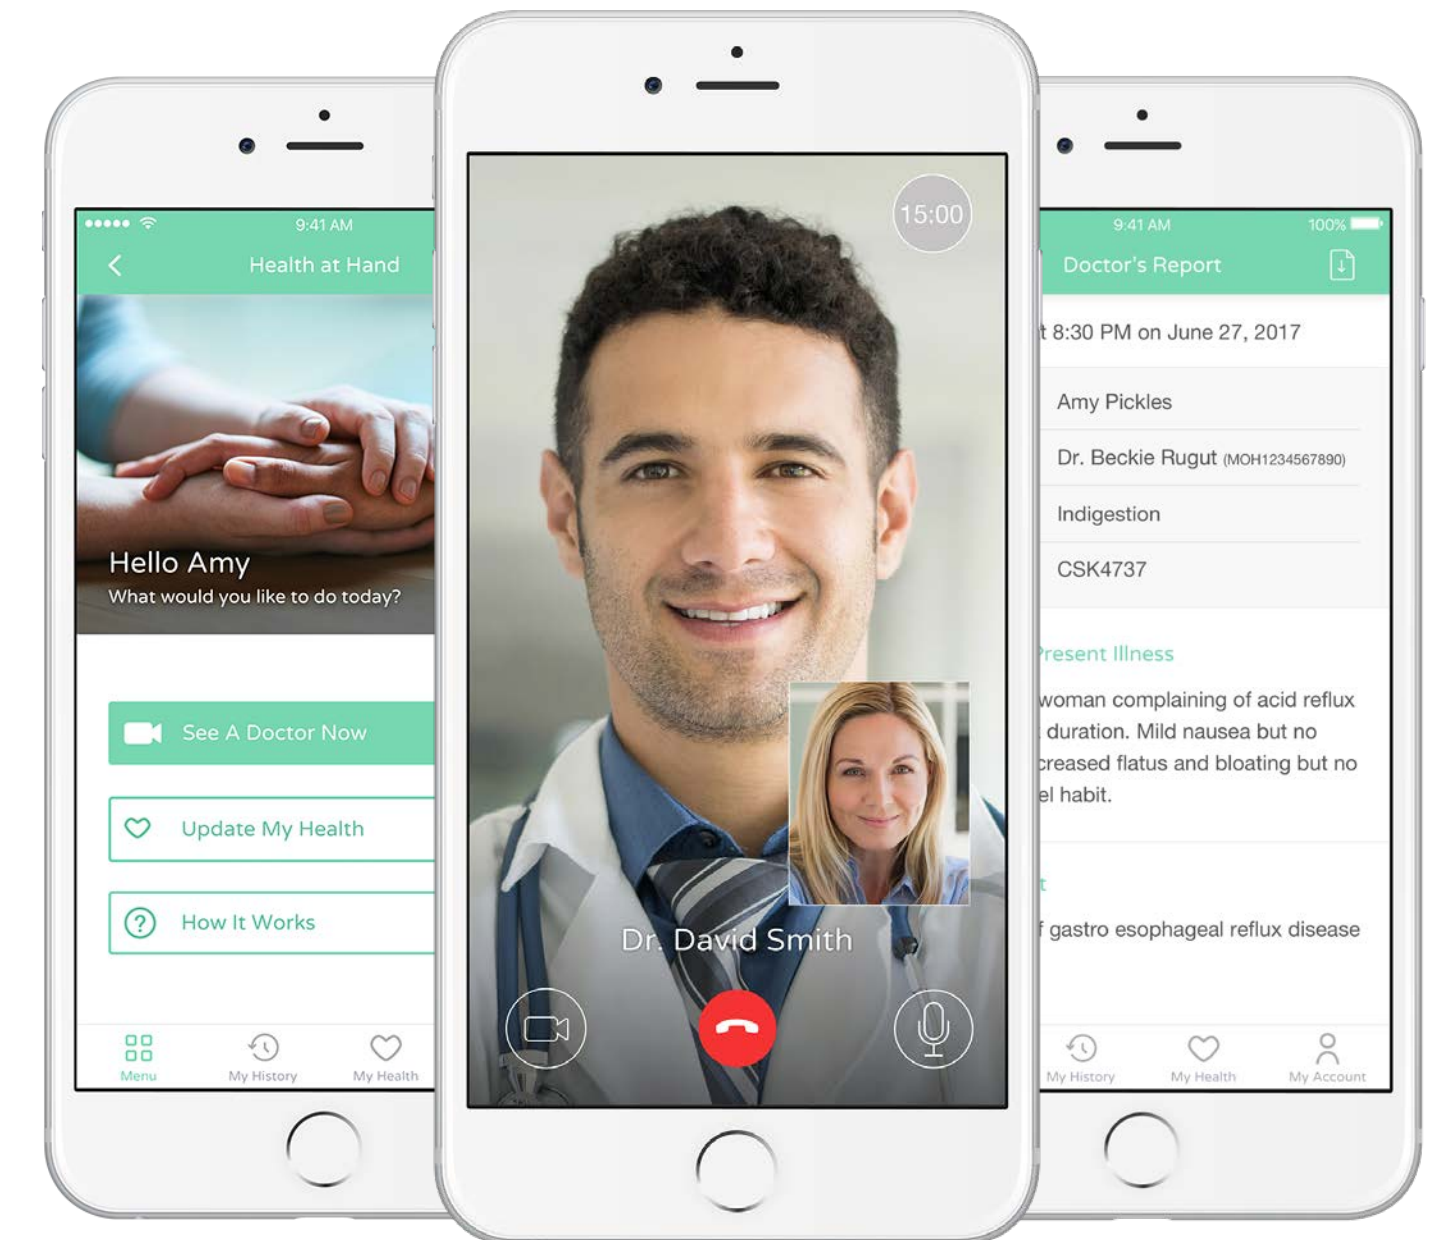 9:41 AM
Health at Hand
Hello Amy
What would you like to do today?
See A Doctor Now
Update My Health
How It Works
Menu
My History
My Health
15:00
Dr. David Smith
9:41 AM
100%
Doctor's Report
t 8:30 PM on June 27, 2017
Amy Pickles
Dr. Beckie Rugut (MOH1234567890)
Indigestion
CSK4737
Present Illness
woman complaining of acid reflux
duration. Mild nausea but no
creased flatus and bloating but no
el habit.
t
f gastro esophageal reflux disease
My History
My Health
My Account